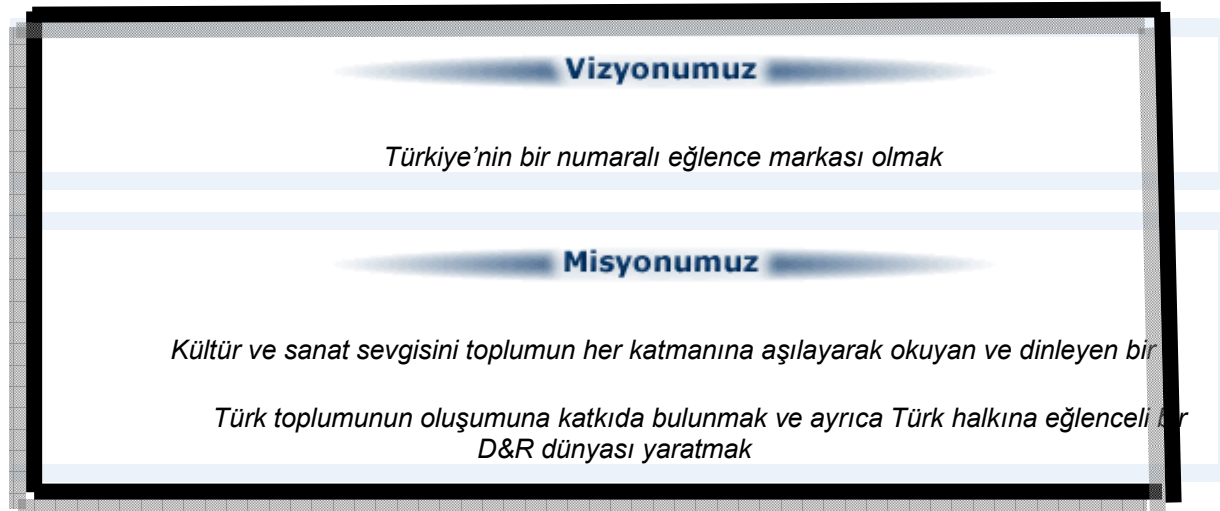 Vizyonumuz
Türkiye’nin bir numaralı eğlence markası olmak
Misyonumuz
Kültür ve sanat sevgisini toplumun her katmanına aşılayarak okuyan ve dinleyen bir
Türk toplumunun oluşumuna katkıda bulunmak ve ayrıca Türk halkına eğlenceli bir
D&R dünyası yaratmak